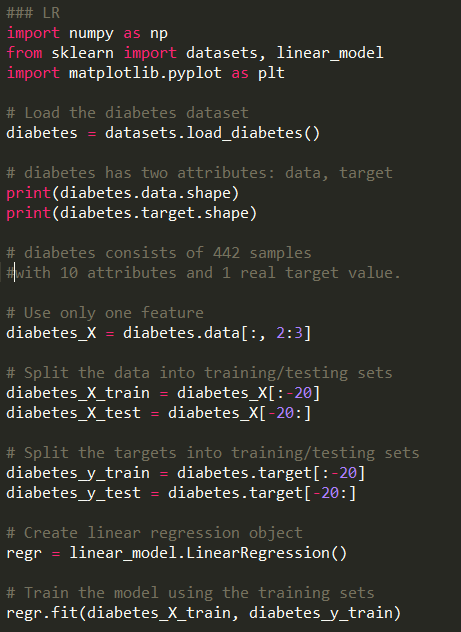 ### LR
import numpy as np
from sklearn import datasets, linear_model
import matplotlib.pyplot as plt
# Load the diabetes dataset
diabetes = datasets.load_diabetes()
# diabetes has two attributes: data, target
print(diabetes.data.shape)
print(diabetes.target.shape)
# diabetes consists of 442 samples
#with 10 attributes and 1 real target value.
# Use only one feature
diabetes_X = diabetes.data[:, 2:3]
# Split the data into training/testing sets
diabetes_X_train = diabetes_X[:-20]
diabetes_X_test = diabetes_X[-20:]
# Split the targets into training/testing sets
diabetes_y_train = diabetes.target[:-20]
diabetes_y_test = diabetes.target[-20:]
# Create linear regression object
regr = linear_model.LinearRegression()
# Train the model using the training sets
regr.fit(diabetes_X_train, diabetes_y_train)